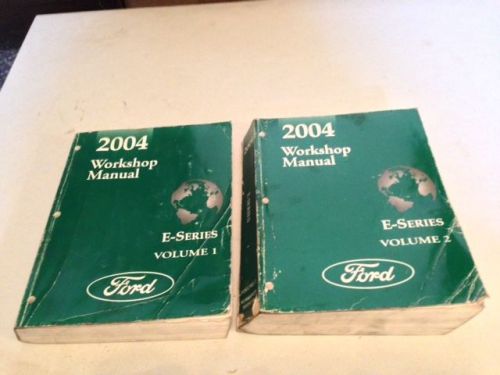 2004
Workshop
Manual
E-SERIES
VOLUME 1
Ford
2004
Workshop
Manual
E-SERIES
VOLUME 2
Ford